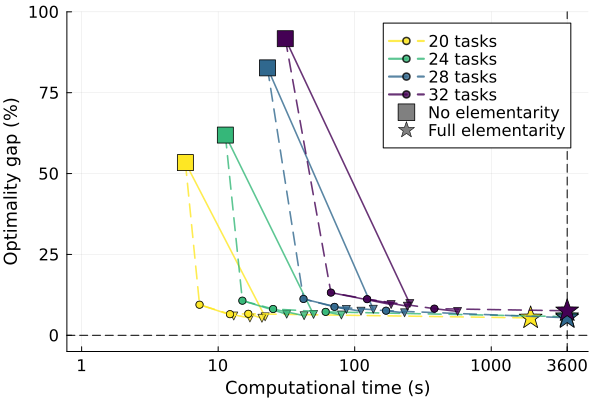 100
75
50
25
0
Optimality gap (%)
20 tasks
24 tasks
28 tasks
32 tasks
No elementarity
Full elementarity
1 10 100 1000 3600
Computational time (s)